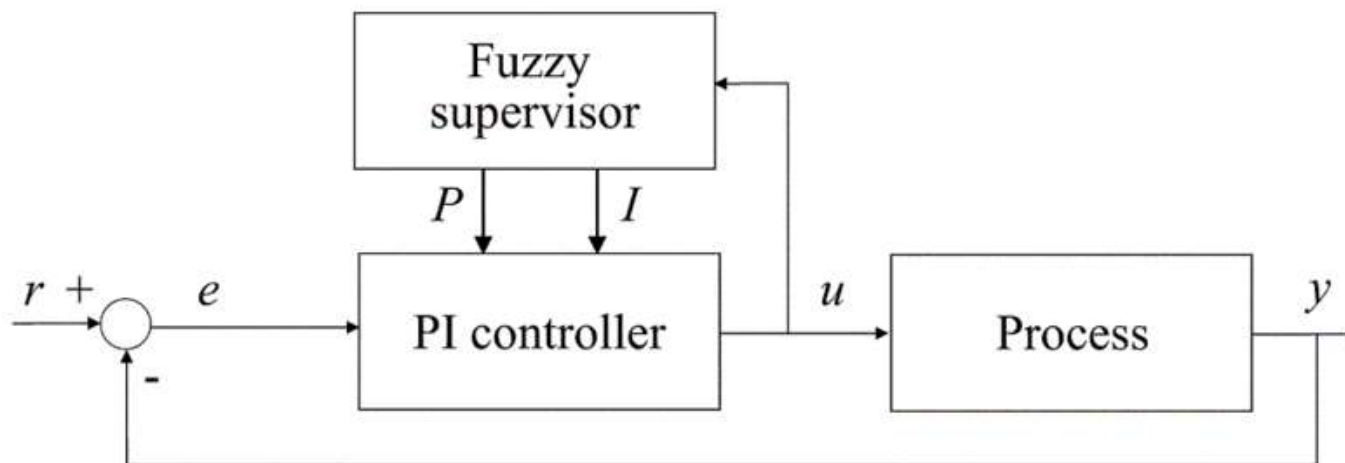 Fuzzy
supervisor
P I
r + e u y
PI controller Process
-